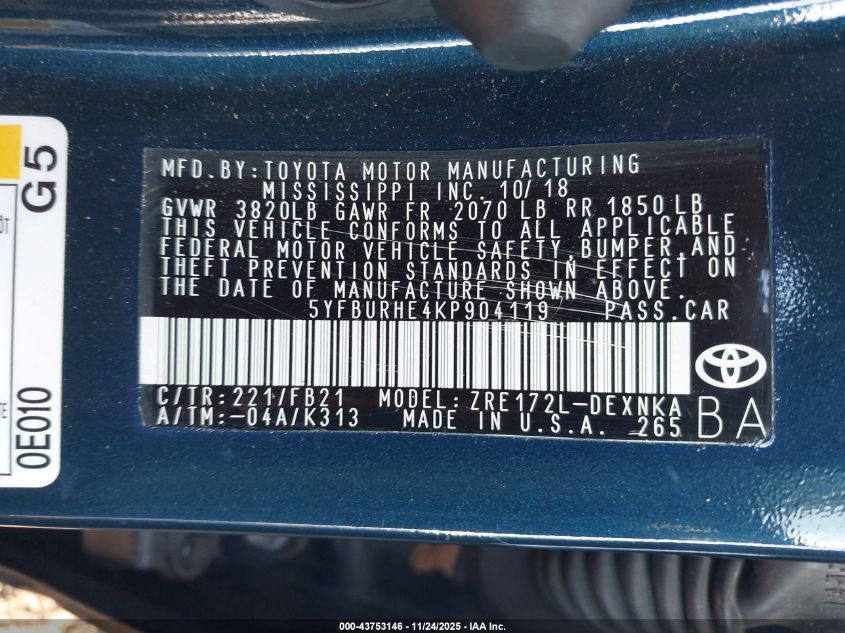 MFD.BY:TOYOTA MOTOR MANUFACTURING
MISSISSIPPI INC. 10/18
GVWR 3820LB GAWR FR 2070 LB RR 1850 LB
THIS VEHICLE CONFORMS TO ALL APPLICABLE
FEDERAL MOTOR VEHICLE SAFETY,BUMPER,AND
THEFT PREVENTION STANDARDS IN EFFECT ON
THE DATE OF MANUFACTURE SHOWN ABOVE.
5YFBURHE4KP904119 PASS.CAR
C/TR:221/FB21 MODEL: ZRE172L-DEXNKA
A/TM:-04A/K313 MADE IN U.S.A. 265
BA
G5
0E010
000-43753146 - 11/24/2025 - IAA Inc.